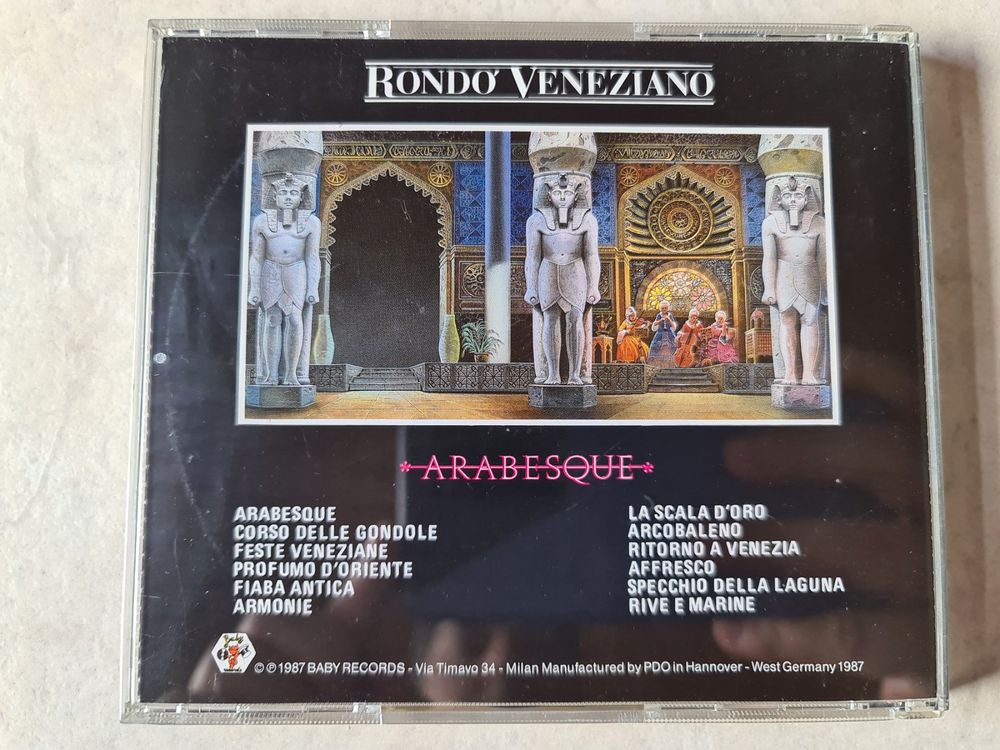 RONDO' VENEZIANO
* ARABESQUE *
ARABESQUE
CORSO DELLE GONDOLE
FESTE VENEZIANE
PROFUMO D'ORIENTE
FIABA ANTICA
ARMONIE
LA SCALA D'ORO
ARCOBALENO
RITORNO A VENEZIA
AFFRESCO
SPECCHIO DELLA LAGUNA
RIVE E MARINE
© ℗ 1987 BABY RECORDS - Via Timavo 34 - Milan Manufactured by PDO in Hannover - West Germany 1987